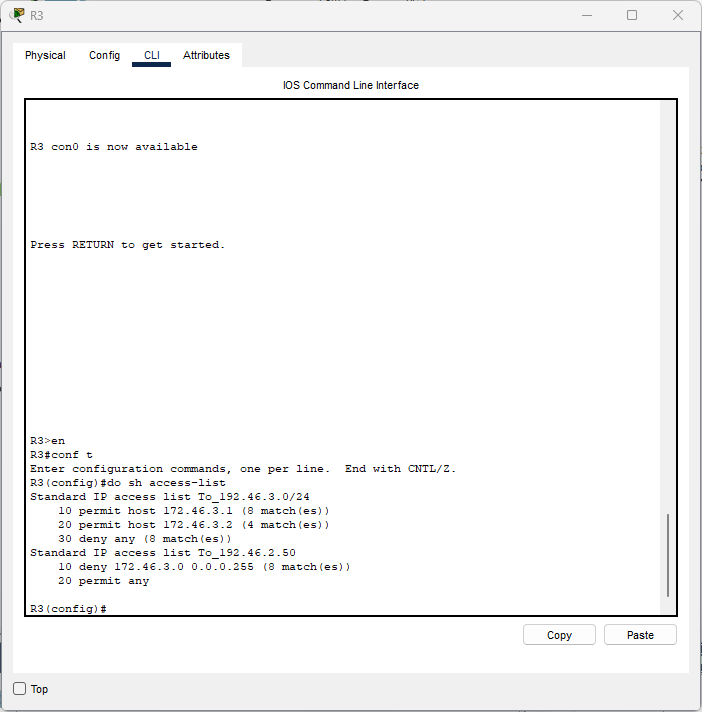 R3
Physical Config CLI Attributes
IOS Command Line Interface
R3 con0 is now available
Press RETURN to get started.
R3>en
R3#conf t
Enter configuration commands, one per line.  End with CNTL/Z.
R3(config)#do sh access-list
Standard IP access list To_192.46.3.0/24
    10 permit host 172.46.3.1 (8 match(es))
    20 permit host 172.46.3.2 (4 match(es))
    30 deny any (8 match(es))
Standard IP access list To_192.46.2.50
    10 deny 172.46.3.0 0.0.0.255 (8 match(es))
    20 permit any
R3(config)#
Copy Paste
Top